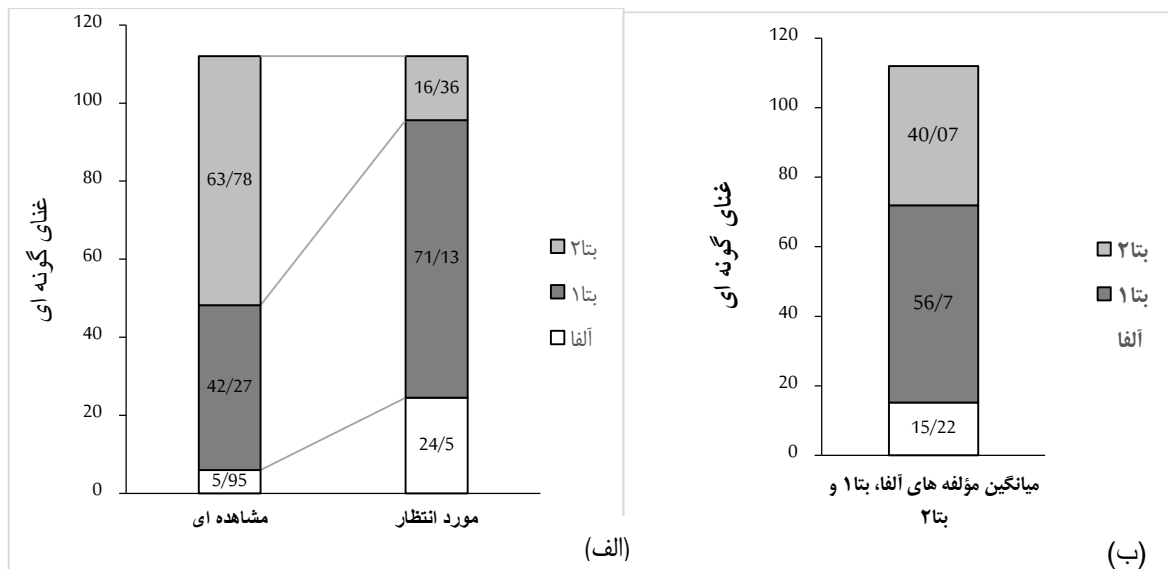 120
100
80
60
40
20
0
غنای گونه ای
63/78
42/27
5/95
16/36
71/13
24/5
مشاهده ای
مورد انتظار
بتا۲
بتا۱
آلفا
(الف)
120
100
80
60
40
20
0
غنای گونه ای
40/07
56/7
15/22
میانگین مؤلفه های آلفا، بتا۱ و
بتا۲
بتا۲
بتا۱
آلفا
(ب)